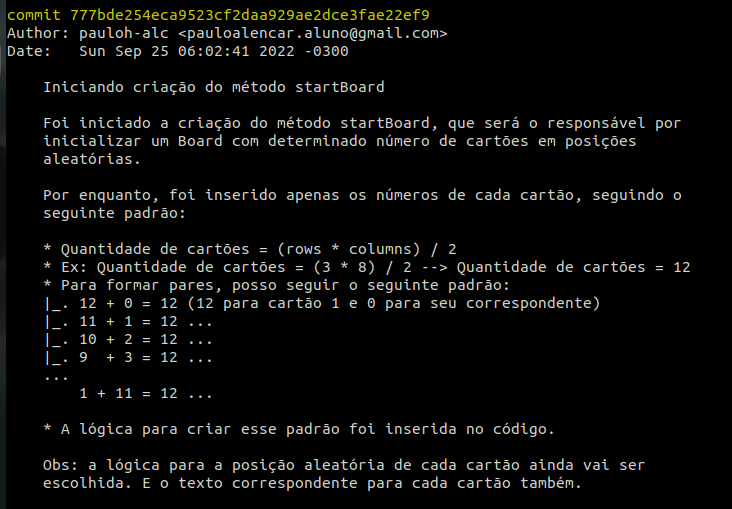 commit 777bde254eca9523cf2daa929ae2dce3fae22ef9
Author: pauloh-alc <pauloalencar.aluno@gmail.com>
Date:   Sun Sep 25 06:02:41 2022 -0300

    Iniciando criação do método startBoard

    Foi iniciado a criação do método startBoard, que será o responsável por
    inicializar um Board com determinado número de cartões em posições
    aleatórias.

    Por enquanto, foi inserido apenas os números de cada cartão, seguindo o
    seguinte padrão:

    * Quantidade de cartões = (rows * columns) / 2
    * Ex: Quantidade de cartões = (3 * 8) / 2 --> Quantidade de cartões = 12
    * Para formar pares, posso seguir o seguinte padrão:
    |_. 12 + 0 = 12 (12 para cartão 1 e 0 para seu correspondente)
    |_. 11 + 1 = 12 ...
    |_. 10 + 2 = 12 ...
    |_. 9  + 3 = 12 ...
    ...
        1 + 11 = 12 ...

    * A lógica para criar esse padrão foi inserida no código.

    Obs: a lógica para a posição aleatória de cada cartão ainda vai ser
    escolhida. E o texto correspondente para cada cartão também.